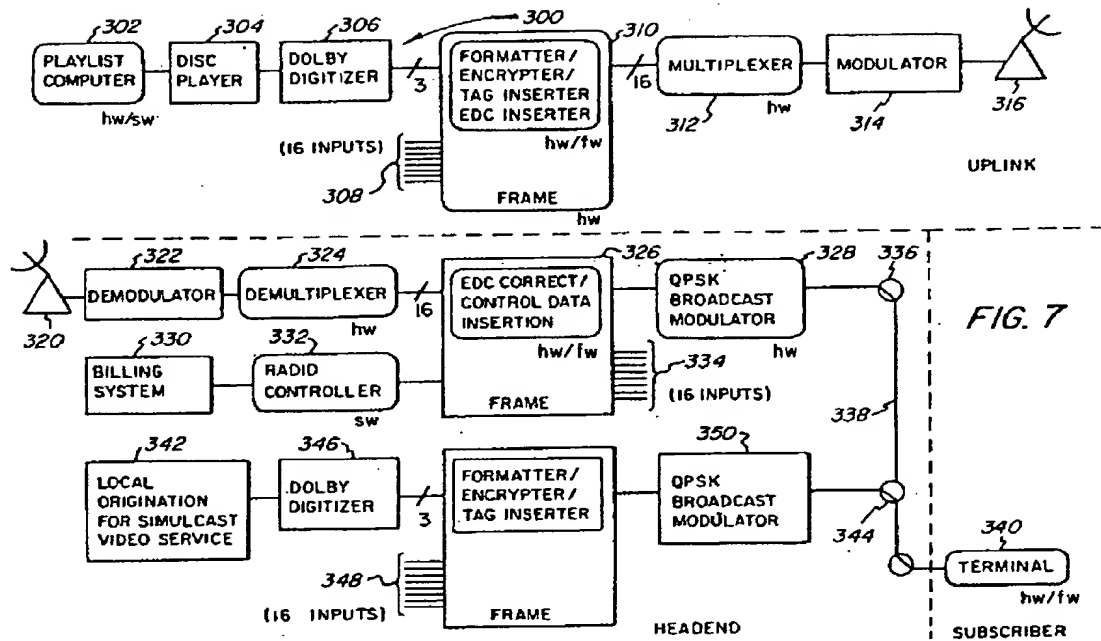 302
PLAYLIST
COMPUTER
hw/sw
304
DISC
PLAYER
306
DOLBY
DIGITIZER
300
3
310
FORMATTER/
ENCRYPTER/
TAG INSERTER
EDC INSERTER
hw/fw
(16 INPUTS)
308
FRAME
hw
16
MULTIPLEXER
312
hw
MODULATOR
314
316
UPLINK
320
322
DEMODULATOR
324
DEMULTIPLEXER
hw
16
326
EDC CORRECT/
CONTROL DATA
INSERTION
hw/fw
FRAME
334
(16 INPUTS)
328
QPSK
BROADCAST
MODULATOR
hw
336
FIG. 7
330
BILLING
SYSTEM
332
RADID
CONTROLLER
sw
338
342
LOCAL
ORIGINATION
FOR SIMULCAST
VIDEO SERVICE
346
DOLBY
DIGITIZER
3
348
(16 INPUTS)
FORMATTER/
ENCRYPTER/
TAG INSERTER
FRAME
350
QPSK
BROADCAST
MODULATOR
344
340
TERMINAL
hw/fw
HEADEND
SUBSCRIBER